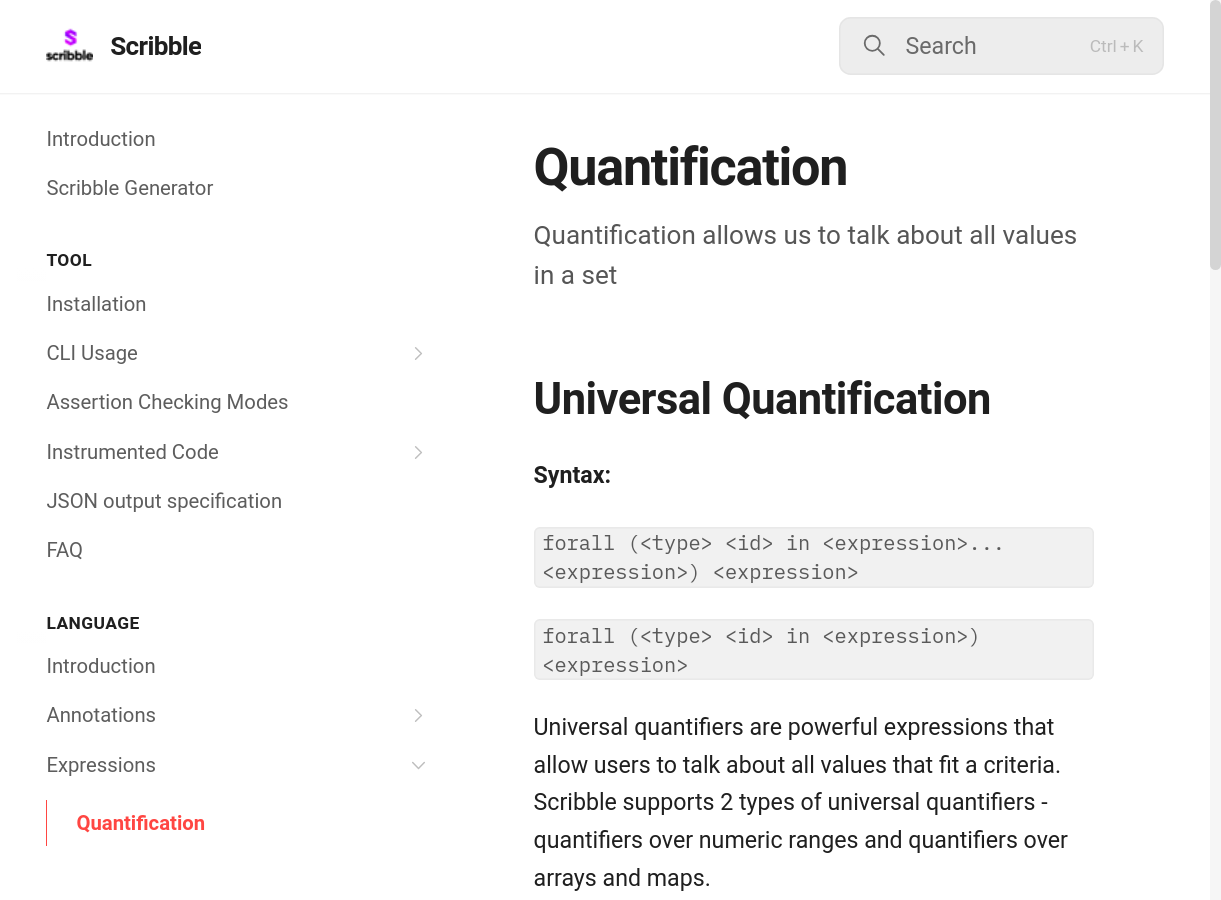 scribble
Scribble
Search
Ctrl + K
Introduction
Scribble Generator
TOOL
Installation
CLI Usage
Assertion Checking Modes
Instrumented Code
JSON output specification
FAQ
LANGUAGE
Introduction
Annotations
Expressions
Quantification
Quantification
Quantification allows us to talk about all values
in a set
Universal Quantification
Syntax:
forall (<type> <id> in <expression>...
<expression>) <expression>
forall (<type> <id> in <expression>)
<expression>
Universal quantifiers are powerful expressions that
allow users to talk about all values that fit a criteria.
Scribble supports 2 types of universal quantifiers -
quantifiers over numeric ranges and quantifiers over
arrays and maps.